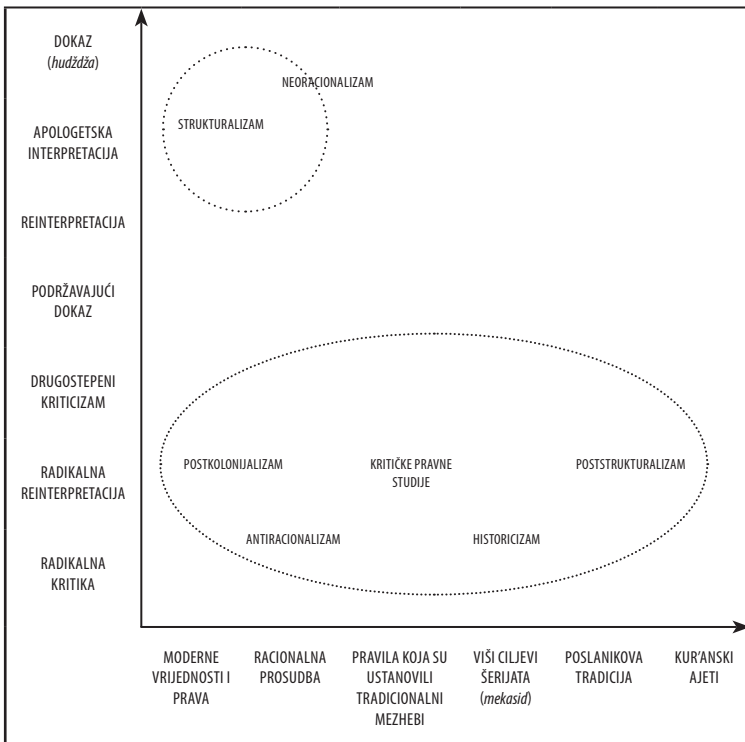 DOKAZ
(hudždža)
NEORACIONALIZAM
STRUKTURALIZAM
APOLOGETSKA
INTERPRETACIJA
REINTERPRETACIJA
PODRŽAVAJUĆI
DOKAZ
DRUGOSTEPENI
KRITICIZAM
POSTKOLONIJALIZAM
KRITIČKE PRAVNE
STUDIJE
POSTSTRUKTURALIZAM
RADIKALNA
REINTERPRETACIJA
ANTIRACIONALIZAM
HISTORICIZAM
RADIKALNA
KRITIKA
MODERNE
VRIJEDNOSTI I
PRAVA
RACIONALNA
PROSUDBA
PRAVILA KOJA SU
USTANOVILI
TRADICIONALNI
MEZHEBI
VIŠI CILJEVI
ŠERIJATA
(mekasid)
POSLANIKOVA
TRADICIJA
KUR'ANSKI
AJETI